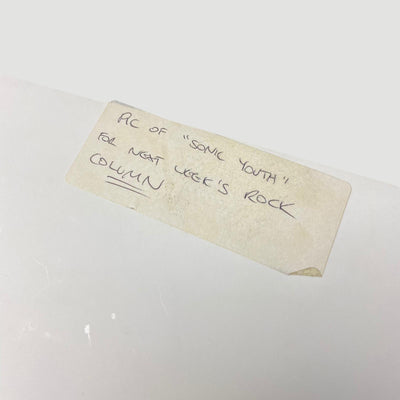 PIC OF "SONIC YOUTH"
FOR NEXT WEEK'S ROCK
COLUMN